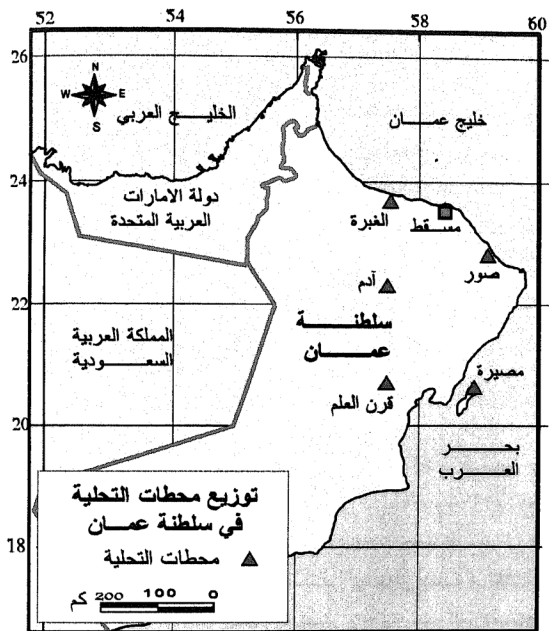 52
54
56
58
60
26
24
22
20
18
N
W
E
S
الخليج العربي
خليج عمان
دولة الامارات
العربية المتحدة
الغبرة
مسقط
صور
آدم
سلطنة
عمان
المملكة العربية
السعودية
قرن العلم
مصيرة
بحر
العرب
توزيع محطات التحلية
في سلطنة عمان
محطات التحلية
0 100 200 كم